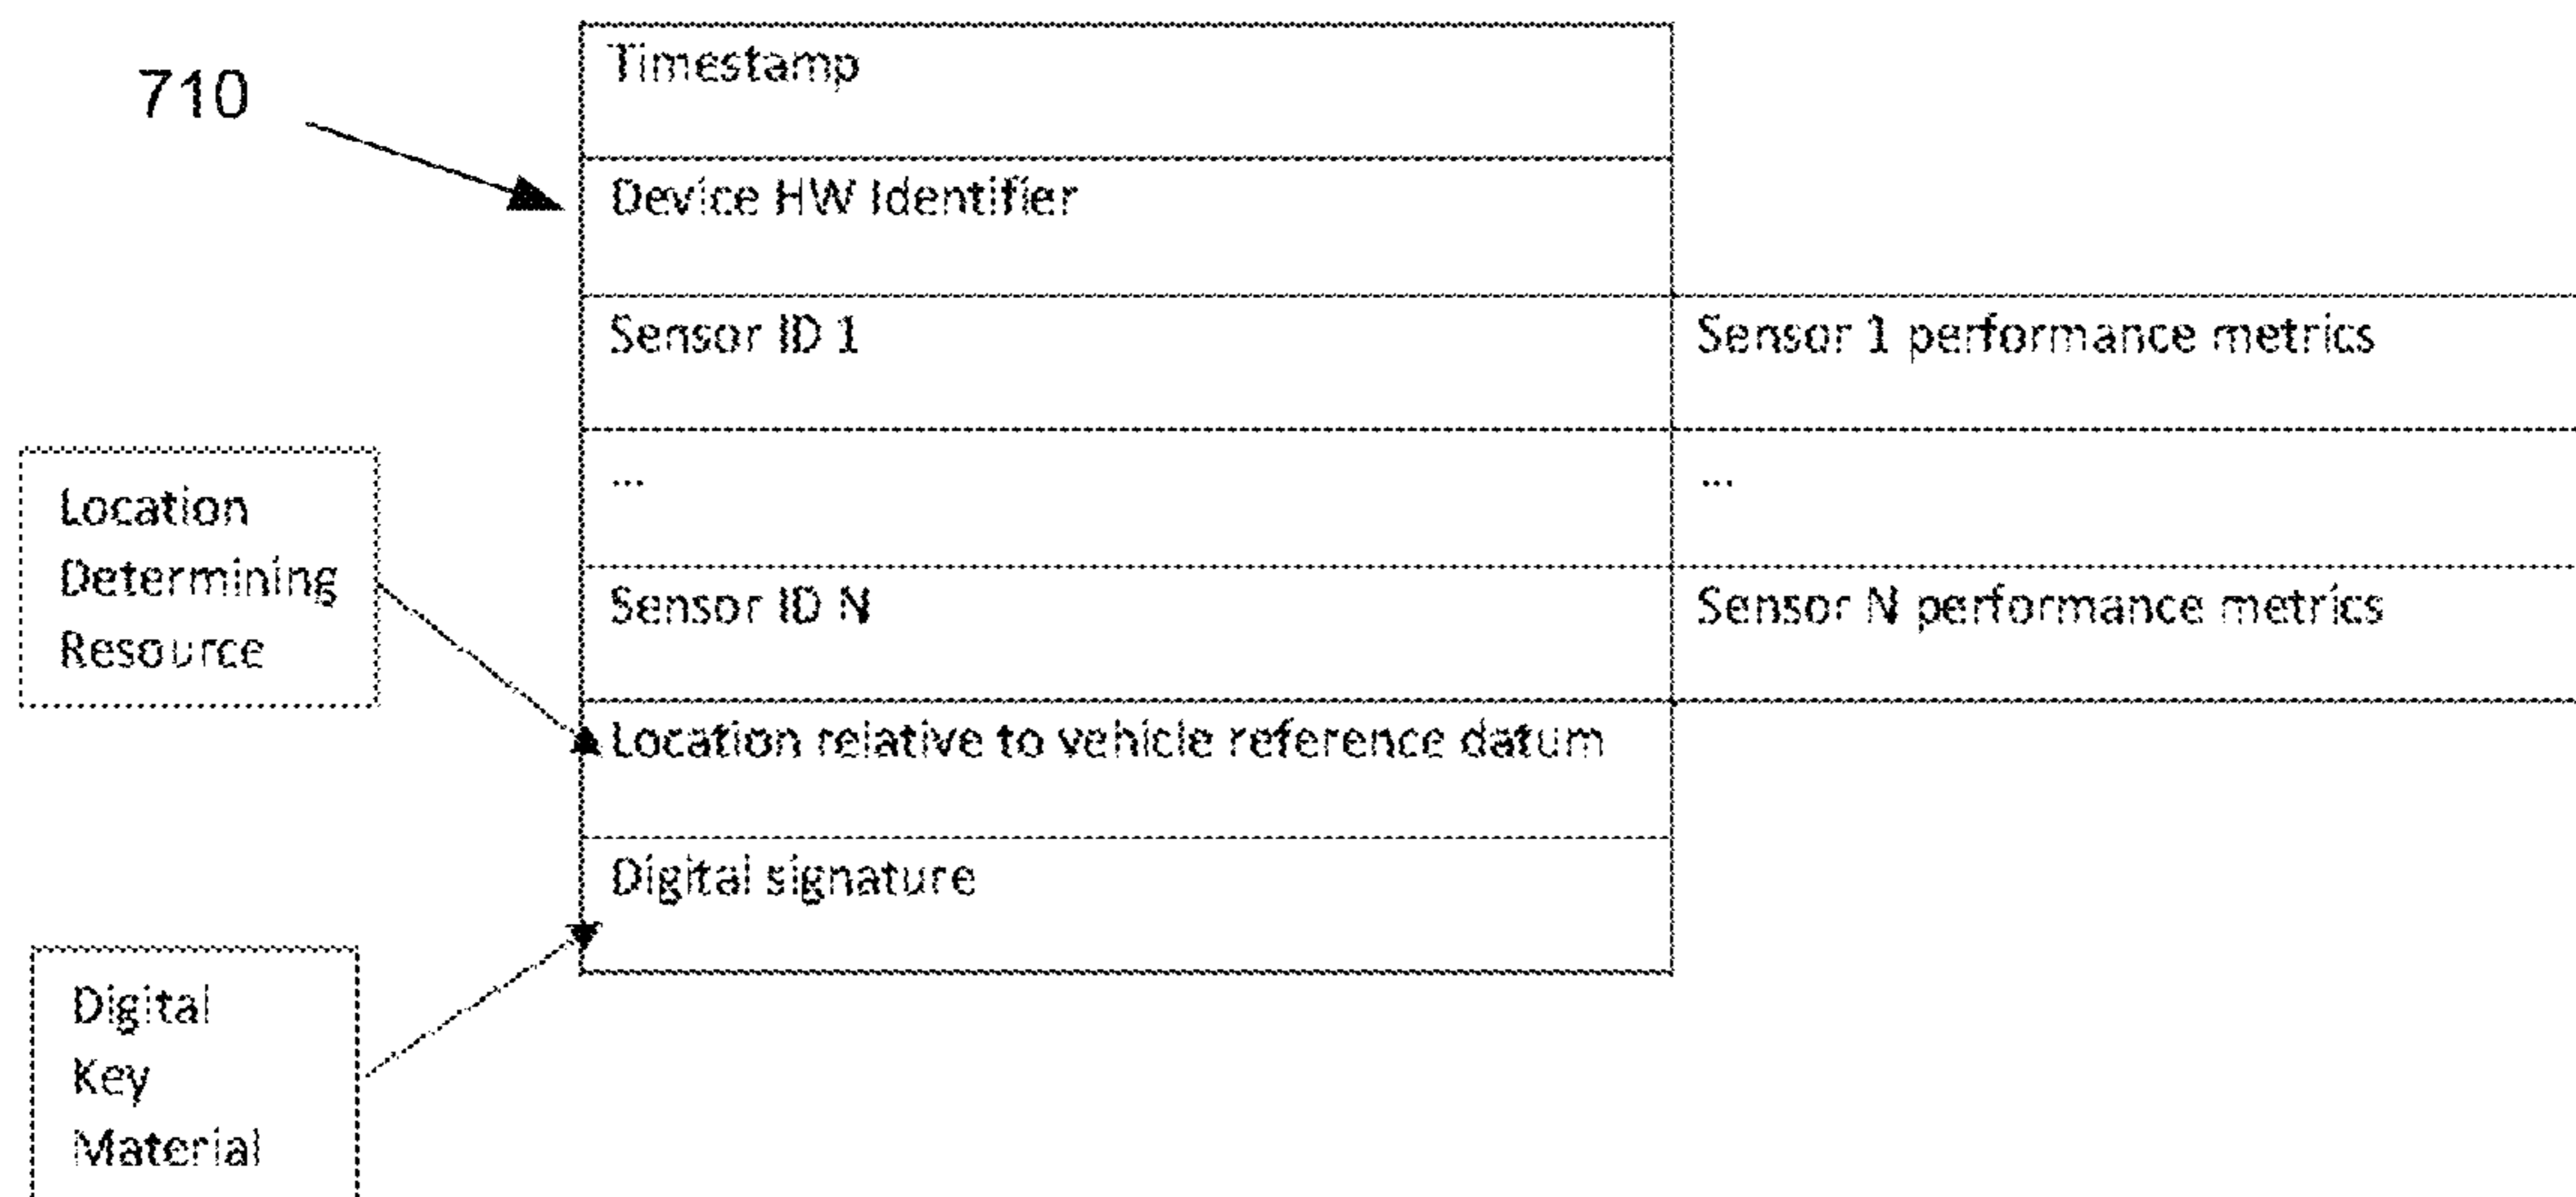 710
Timestamp
Device HW Identifier
Sensor ID 1
Sensor 1 performance metrics
...
...
Sensor ID N
Sensor N performance metrics
Location relative to vehicle reference datum
Digital signature
Location
Determining
Resource
Digital
Key
Material